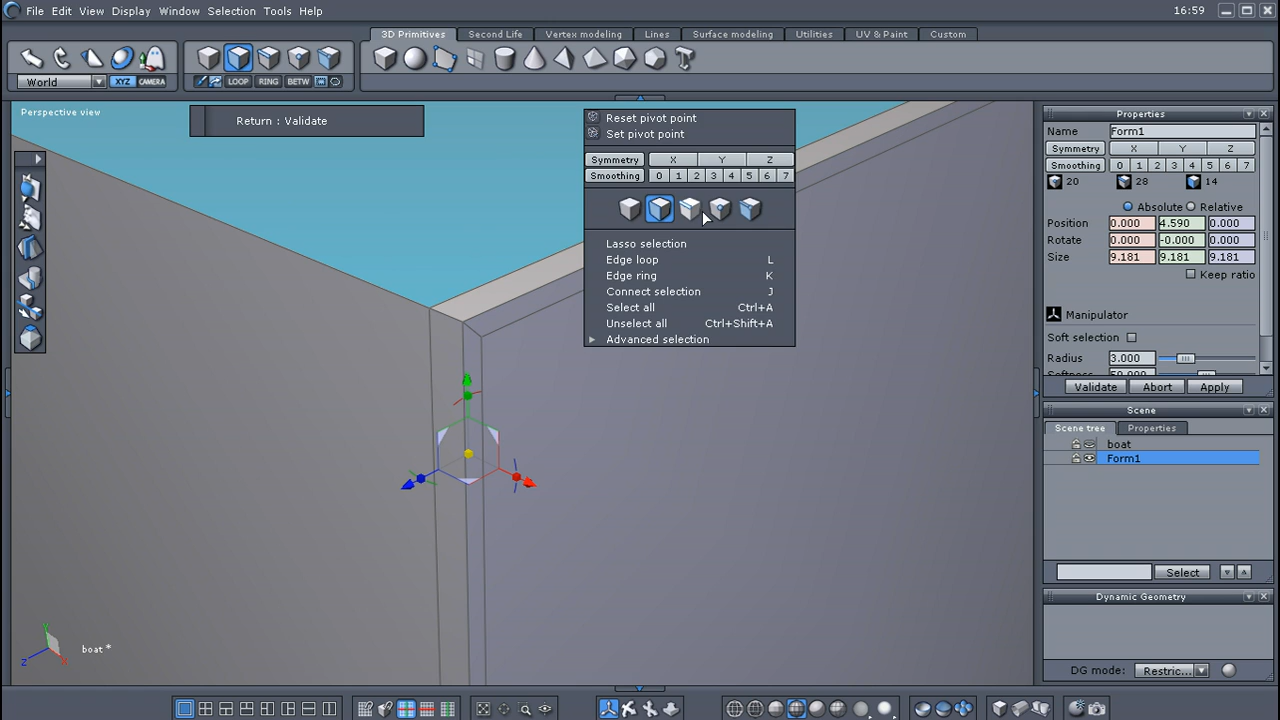 File Edit View Display Window Selection Tools Help 16:59
3D Primitives Second Life Vertex modeling Lines Surface modeling Utilities UV & Paint Custom
World XYZ CAMERA LOOP RING BETW
Perspective view
Return : Validate
Reset pivot point
Set pivot point
Symmetry X Y Z
Smoothing 0 1 2 3 4 5 6 7
Lasso selection
Edge loop L
Edge ring K
Connect selection J
Select all Ctrl+A
Unselect all Ctrl+Shift+A
Advanced selection
Properties
Name Form1
Symmetry X Y Z
Smoothing 0 1 2 3 4 5 6 7
20 28 14
Absolute Relative
Position 0.000 4.590 0.000
Rotate 0.000 -0.000 0.000
Size 9.181 9.181 9.181
Keep ratio
Manipulator
Soft selection
Radius 3.000
Validate Abort Apply
Scene
Scene tree Properties
boat
Form1
Select
Dynamic Geometry
DG mode: Restric...
Y
Z X
boat *